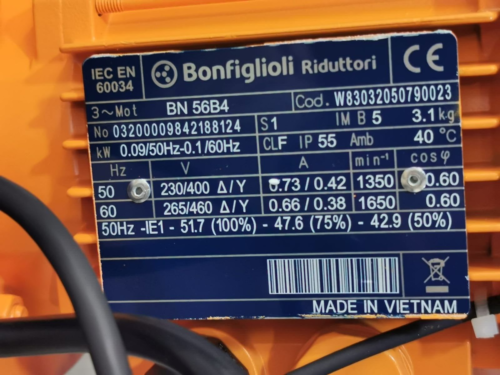 IEC EN 60034
Bonfiglioli Riduttori
CE
3~Mot BN 56B4 Cod. W83032050790023
No 03200009842188124 S1 IM B 5 3.1kg
kW 0.09/50Hz-0.1/60Hz CLF IP 55 Amb 40 °C
Hz V A min⁻¹ cos φ
50 230/400 Δ/Y 0.73 / 0.42 1350 0.60
60 265/460 Δ/Y 0.66 / 0.38 1650 0.60
50Hz -IE1 - 51.7 (100%) - 47.6 (75%) - 42.9 (50%)
MADE IN VIETNAM